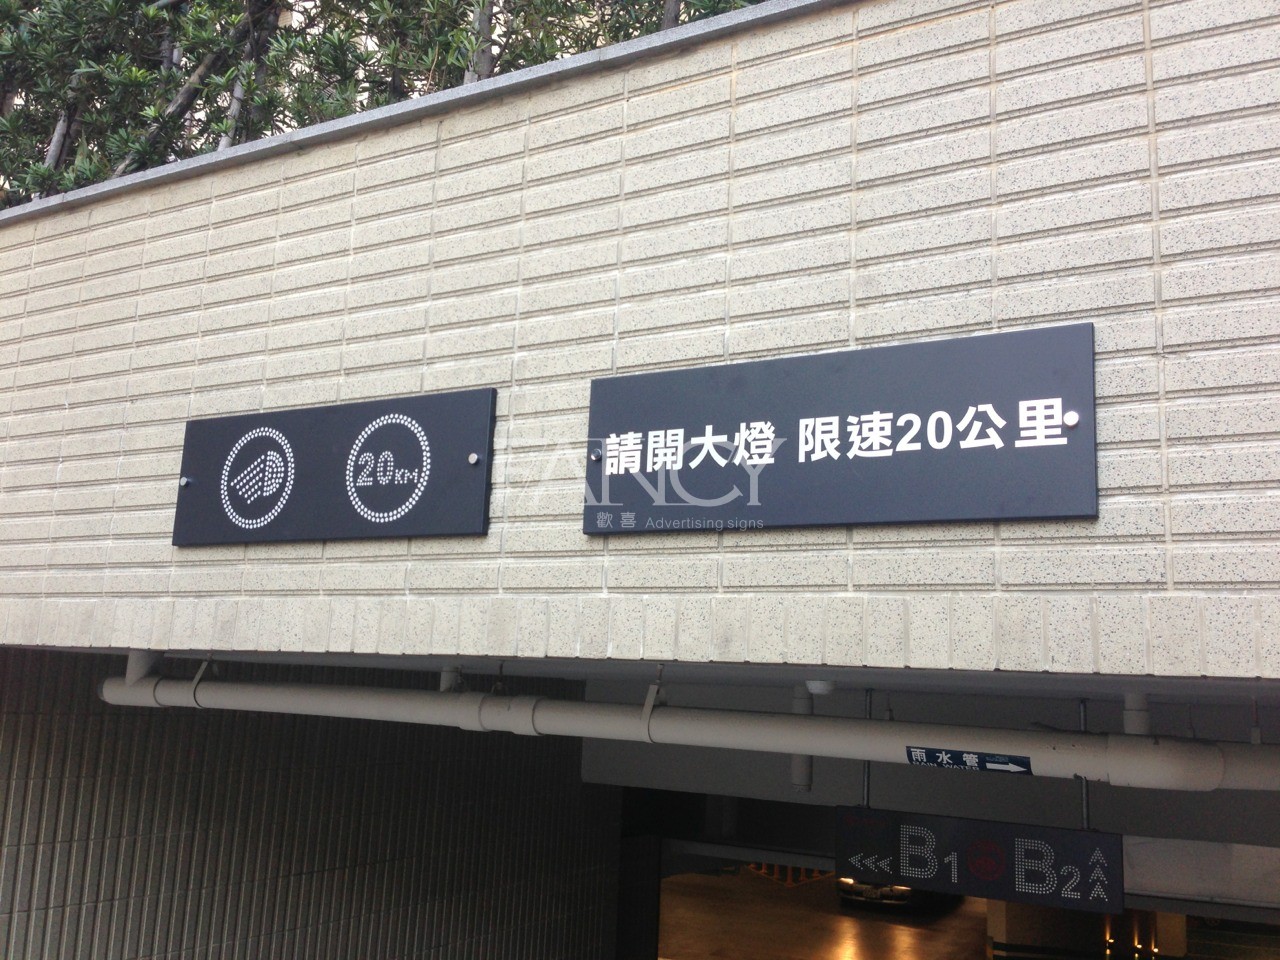 20KM
請開大燈 限速20公里
FANCY
歡喜 Advertising signs
雨水管
RAIN WATER
B1 B2